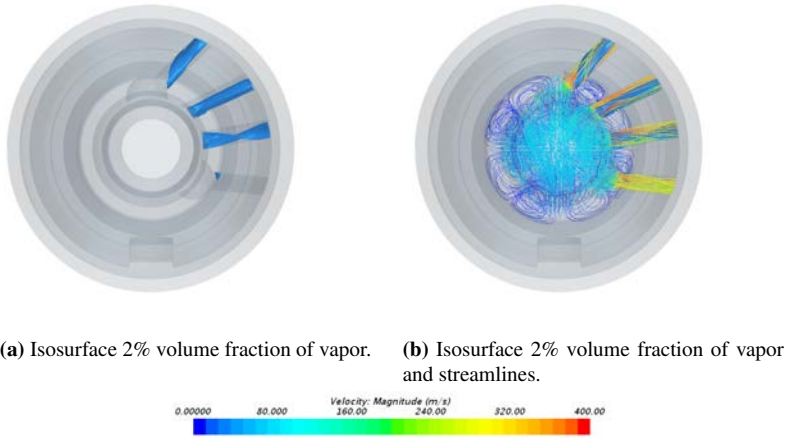 (a) Isosurface 2% volume fraction of vapor.
(b) Isosurface 2% volume fraction of vapor
and streamlines.
Velocity: Magnitude (m/s)
0.00000 80.000 160.00 240.00 320.00 400.00